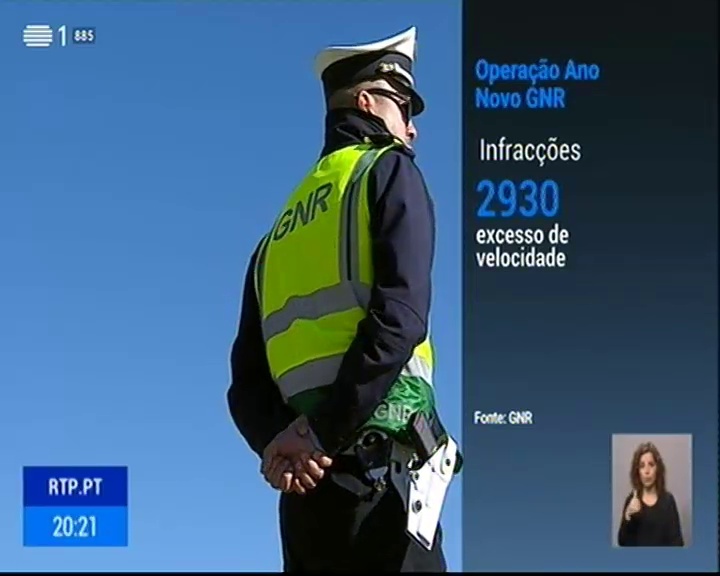 1 885
Operação Ano
Novo GNR
Infracções
2930
excesso de
velocidade
GNR
GNR
Fonte: GNR
RTP.PT
20:21